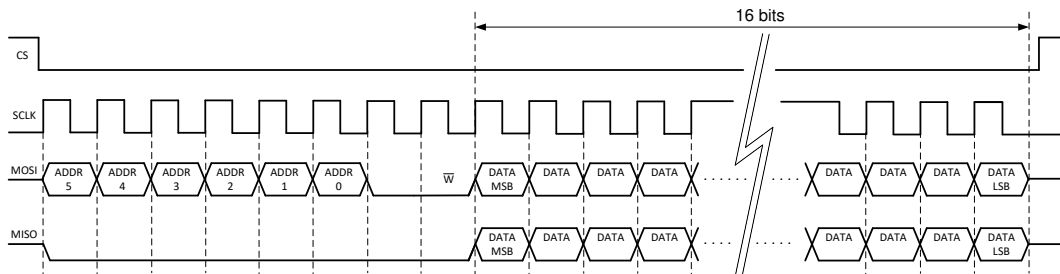 16 bits
CS
SCLK
MOSI ADDR 5 ADDR 4 ADDR 3 ADDR 2 ADDR 1 ADDR 0 W̅ DATA MSB DATA DATA DATA DATA DATA DATA DATA LSB
MISO DATA MSB DATA DATA DATA DATA DATA DATA DATA LSB